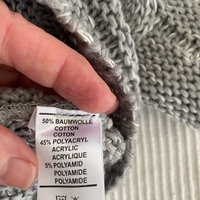 50% BAUMWOLLE
COTTON
COTON
45% POLYACRYL
ACRYLIC
ACRYLIQUE
5% POLYAMID
POLYAMIDE
POLYAMIDE